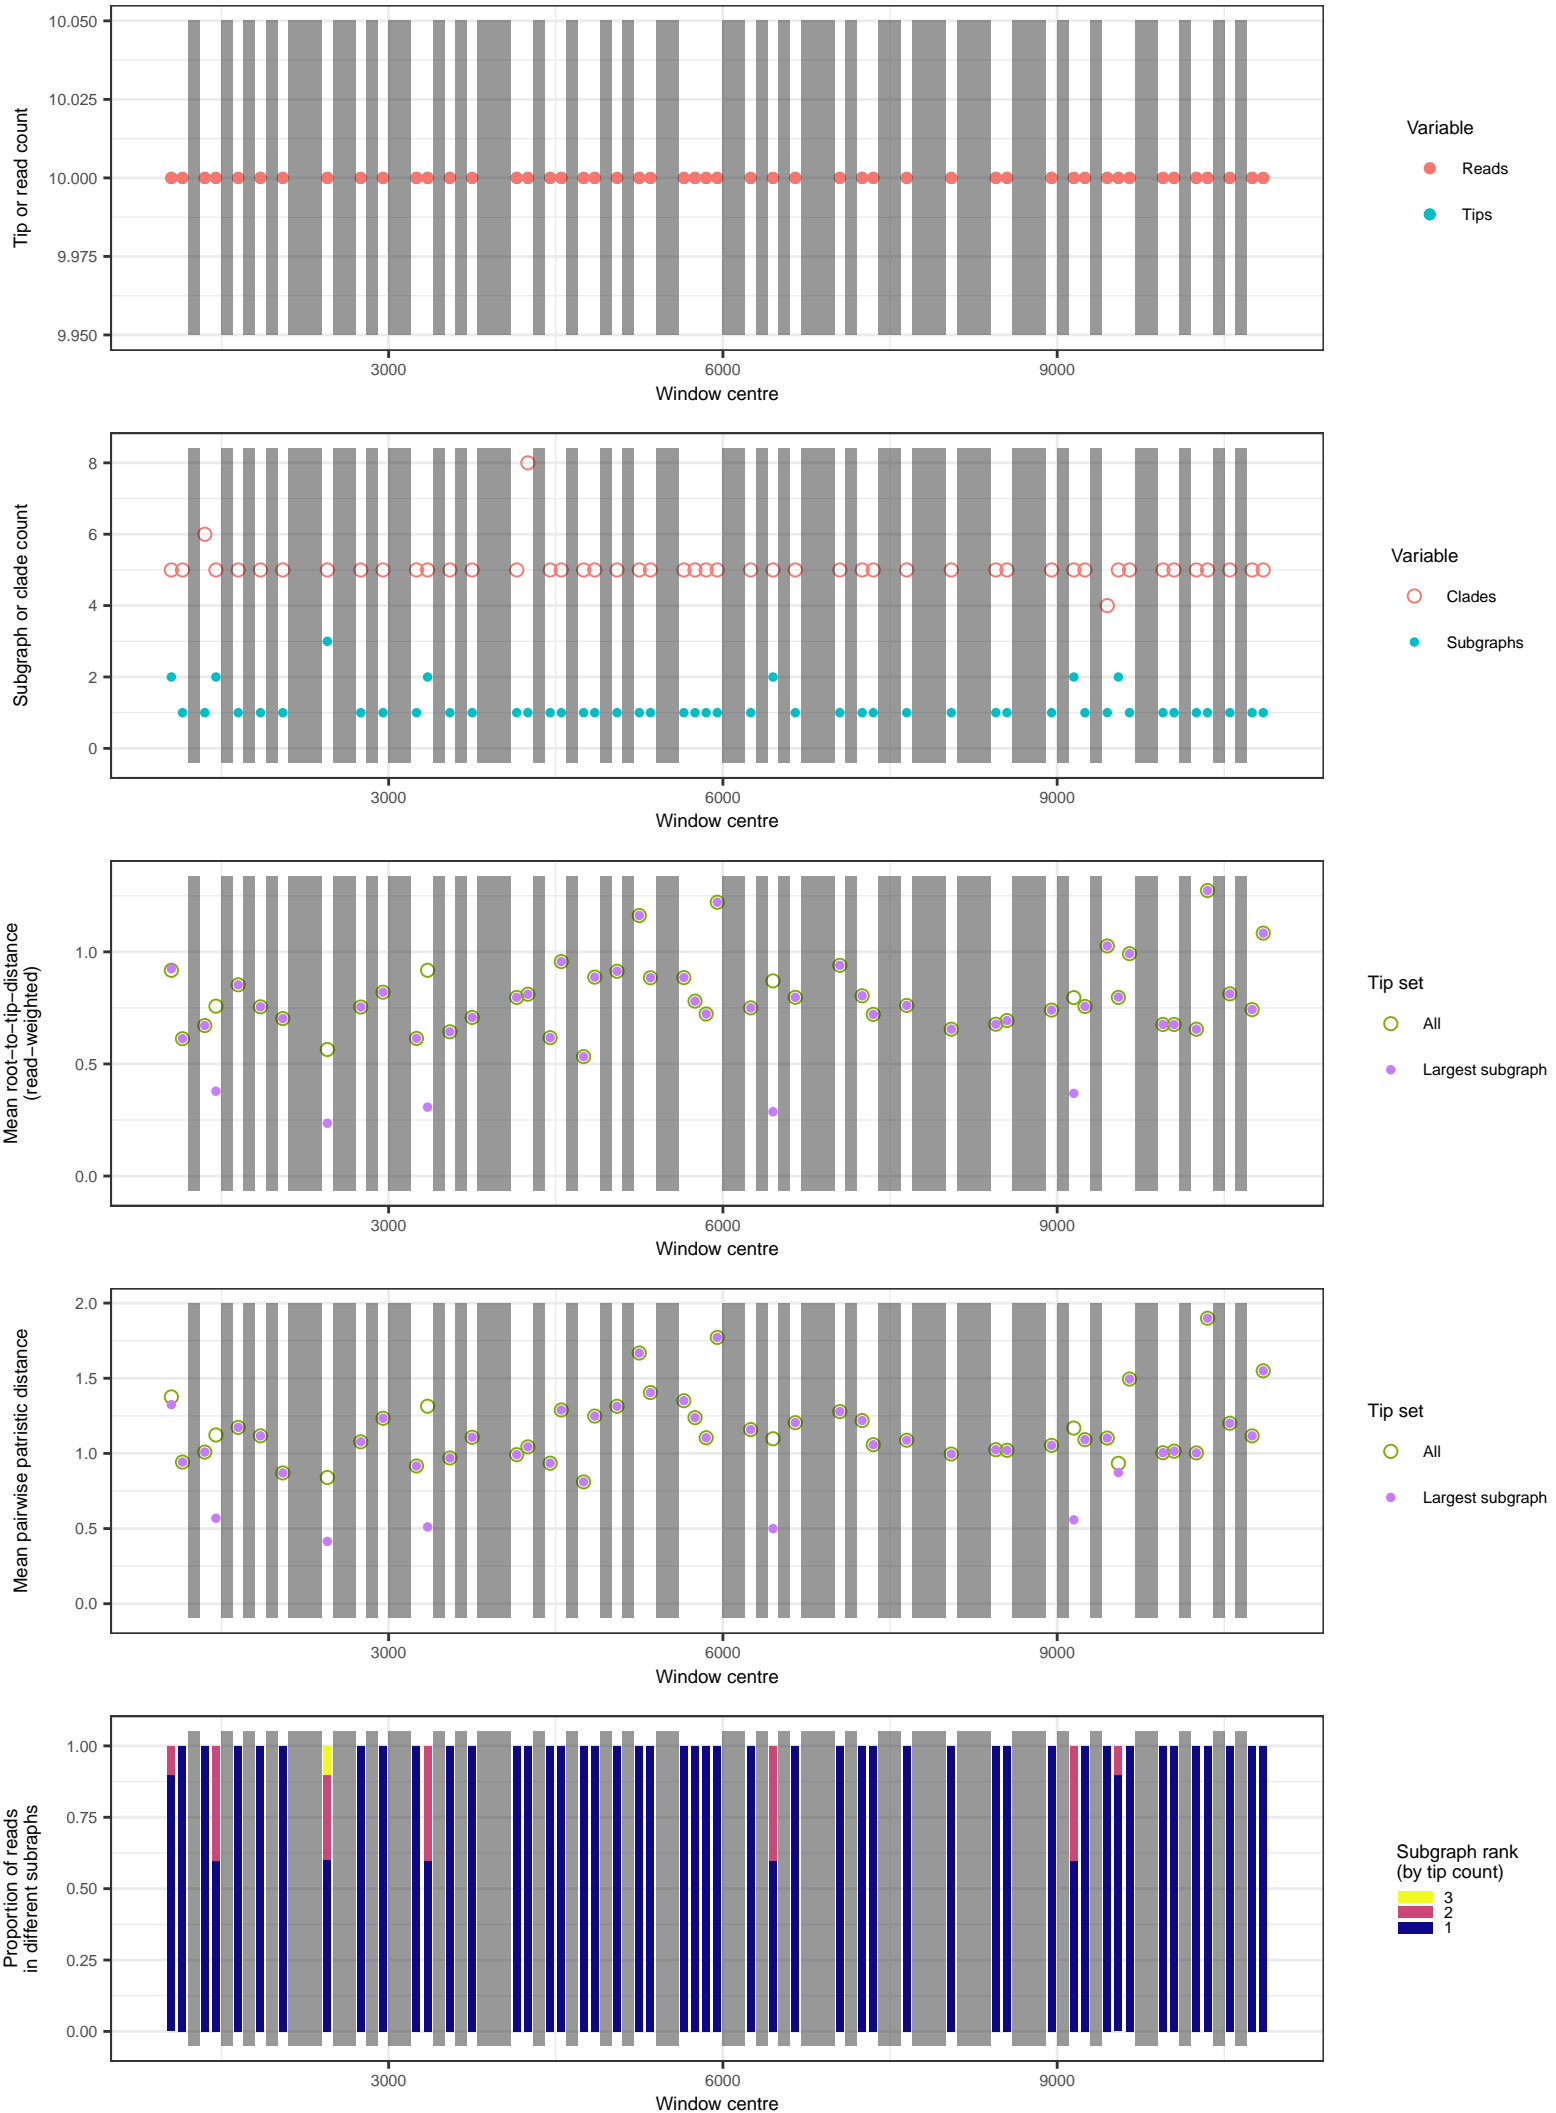 10.050
10.025
10.000
9.975
9.950
Tip or read count
3000
6000
9000
Window centre
Variable
Reads
Tips
8
6
4
2
0
Subgraph or clade count
3000
6000
9000
Window centre
Variable
Clades
Subgraphs
1.0
0.5
0.0
Mean root−to−tip−distance
(read−weighted)
3000
6000
9000
Window centre
Tip set
All
Largest subgraph
2.0
1.5
1.0
0.5
0.0
Mean pairwise patristic distance
3000
6000
9000
Window centre
Tip set
All
Largest subgraph
1.00
0.75
0.50
0.25
0.00
Proportion of reads
in different subraphs
3000
6000
9000
Window centre
Subgraph rank
(by tip count)
3
2
1